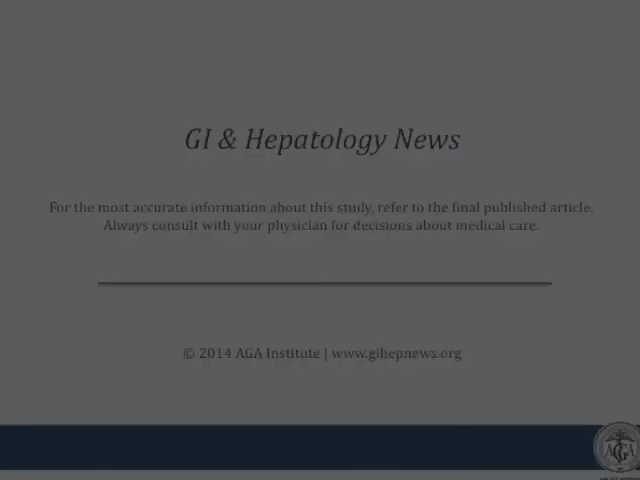 GI & Hepatology News
For the most accurate information about this study, refer to the final published article.
Always consult with your physician for decisions about medical care.
© 2014 AGA Institute | www.gihepnews.org
AGA